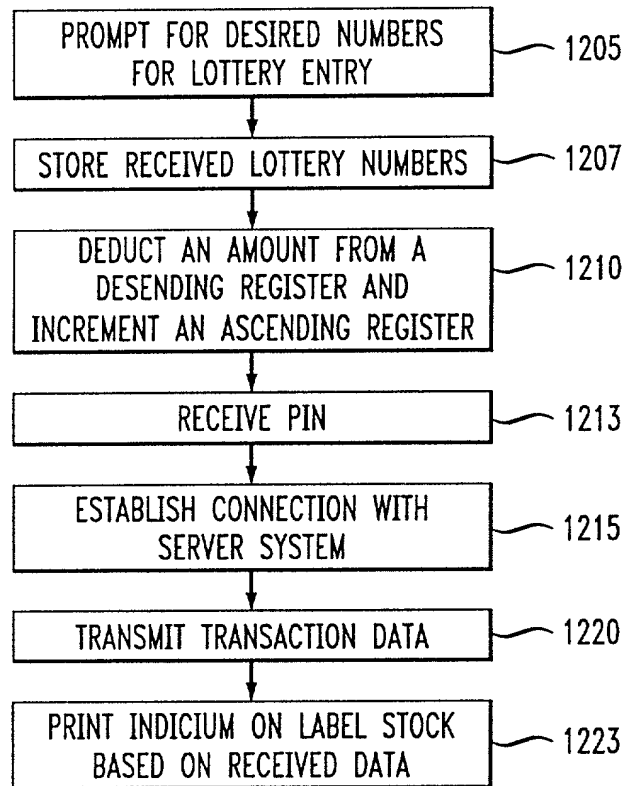 PROMPT FOR DESIRED NUMBERS
FOR LOTTERY ENTRY
1205
STORE RECEIVED LOTTERY NUMBERS
1207
DEDUCT AN AMOUNT FROM A
DESENDING REGISTER AND
INCREMENT AN ASCENDING REGISTER
1210
RECEIVE PIN
1213
ESTABLISH CONNECTION WITH
SERVER SYSTEM
1215
TRANSMIT TRANSACTION DATA
1220
PRINT INDICIUM ON LABEL STOCK
BASED ON RECEIVED DATA
1223